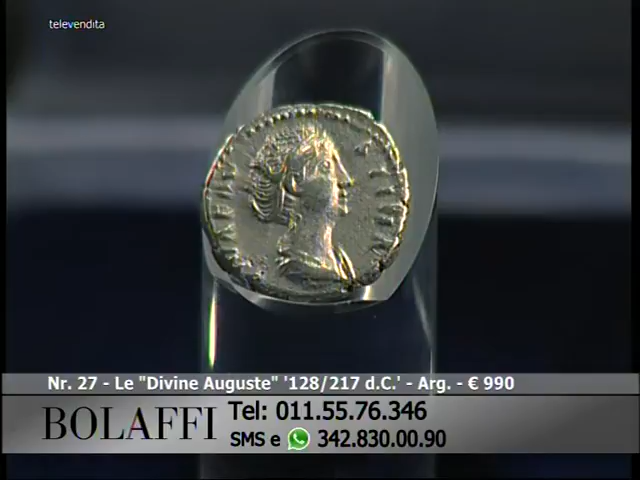 televendita
Nr. 27 - Le "Divine Auguste" '128/217 d.C.' - Arg. - € 990
BOLAFFI
Tel: 011.55.76.346
SMS e 342.830.00.90